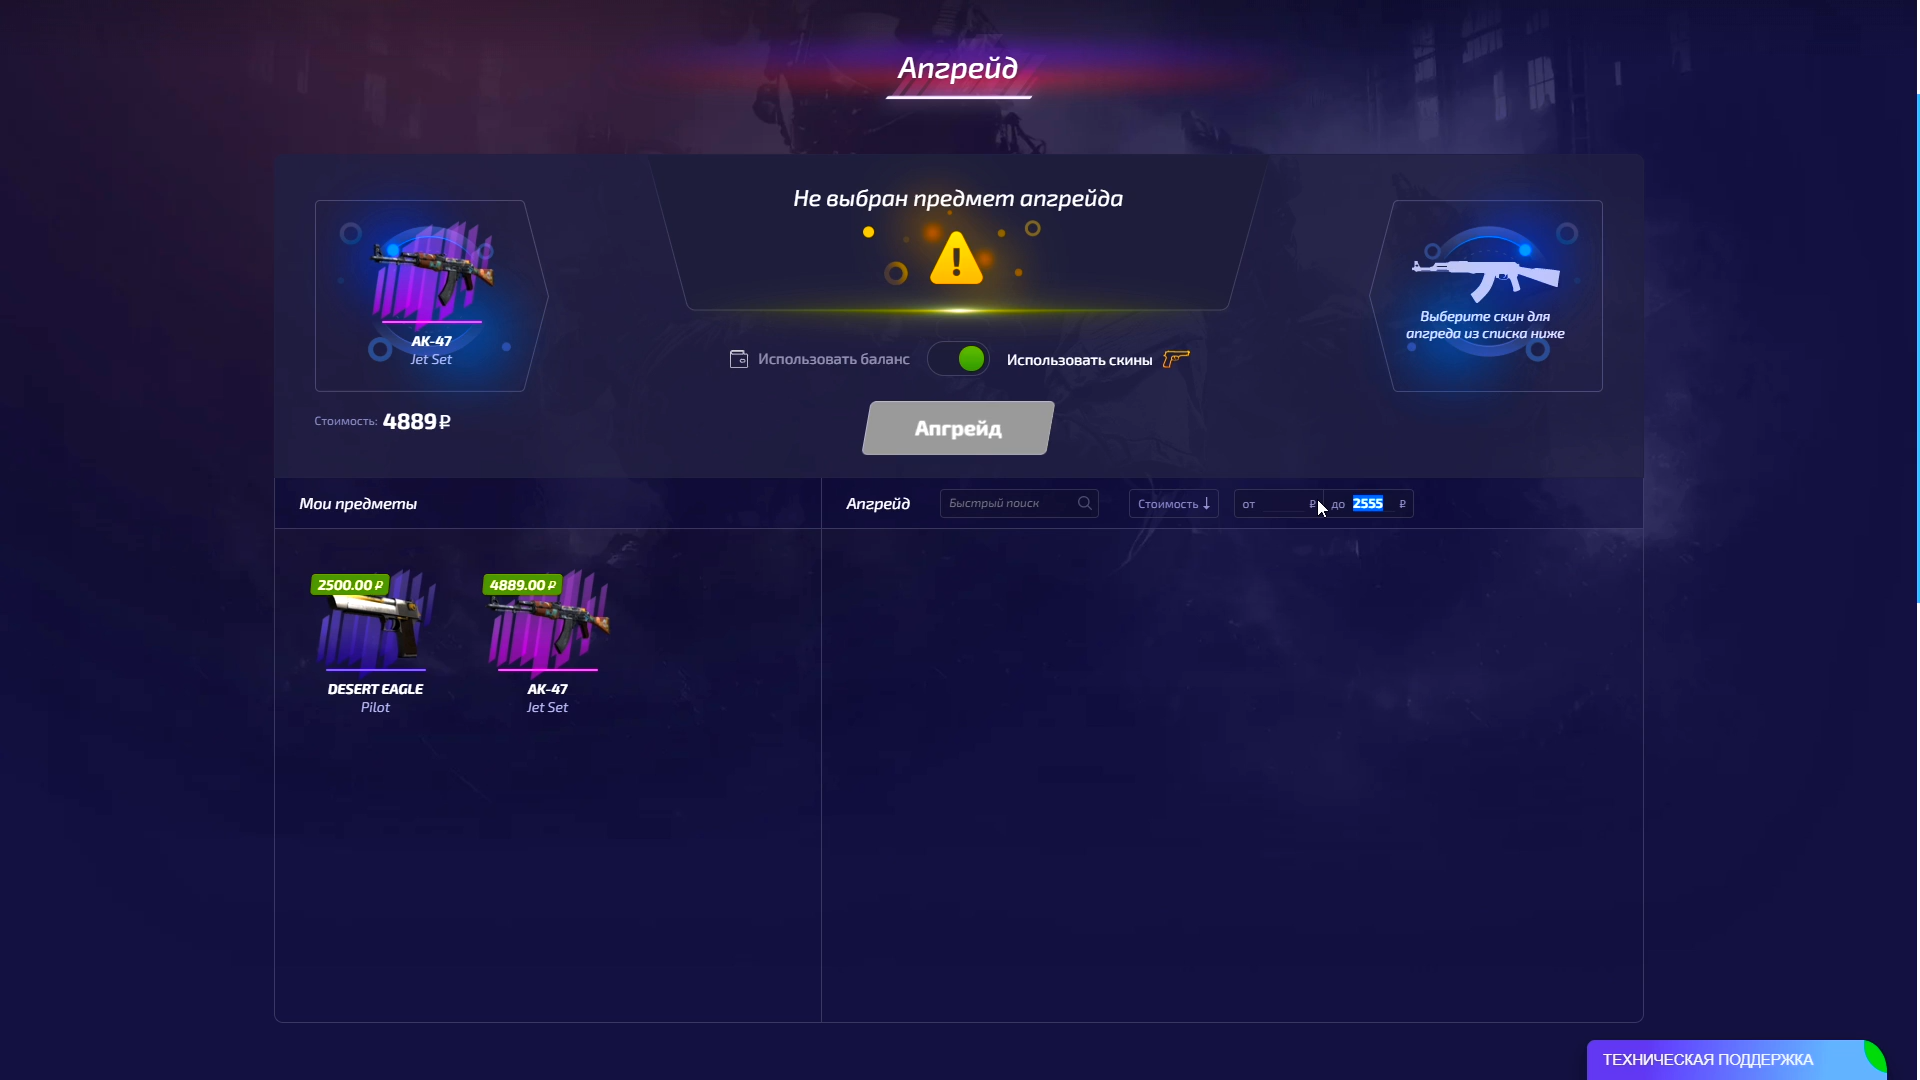 Апгрейд
Не выбран предмет апгрейда
AK-47
Jet Set
Стоимость: 4889 ₽
Использовать баланс
Использовать скины
Апгрейд
Выберите скин для
апгреда из списка ниже
Мои предметы
Апгрейд
Быстрый поиск
Стоимость ↓
от ₽
до 2555 ₽
2500.00 ₽
DESERT EAGLE
Pilot
4889.00 ₽
AK-47
Jet Set
ТЕХНИЧЕСКАЯ ПОДДЕРЖКА